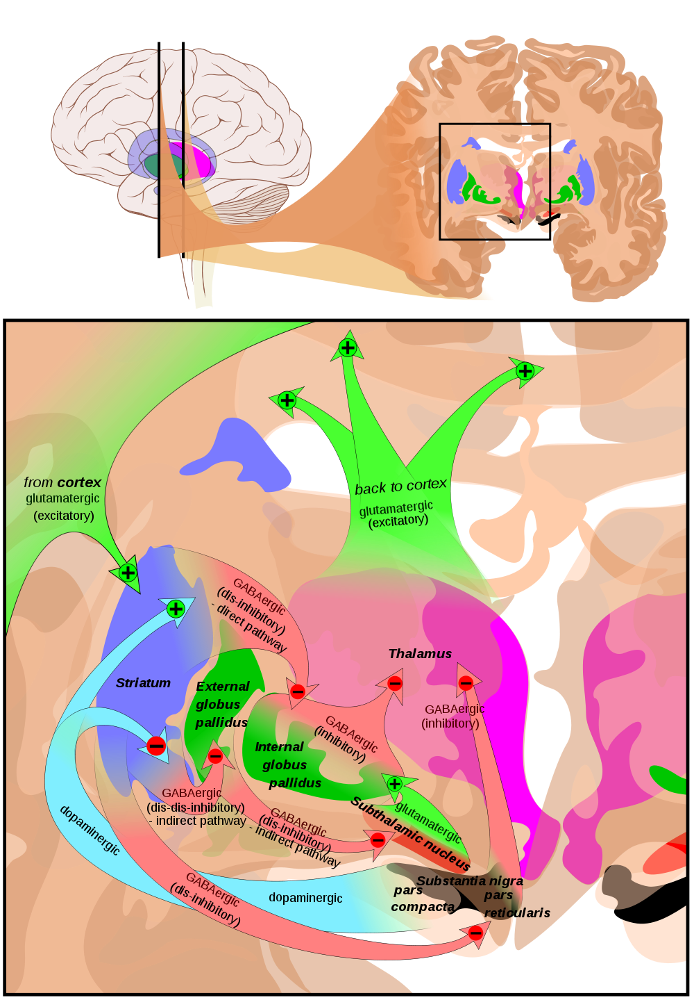 from cortex
glutamatergic
(excitatory)
back to cortex
glutamatergic
(excitatory)
GABAergic
(dis-inhibitory)
- direct pathway
Thalamus
Striatum
External
globus
pallidus
GABAergic
(inhibitory)
GABAergic
(inhibitory)
Internal
globus
pallidus
GABAergic
(dis-dis-inhibitory)
- indirect pathway
GABAergic
(dis-inhibitory)
- indirect pathway
glutamatergic
Subthalamic nucleus
dopaminergic
GABAergic
(dis-inhibitory)
dopaminergic
Substantia nigra
pars
compacta
pars
reticularis